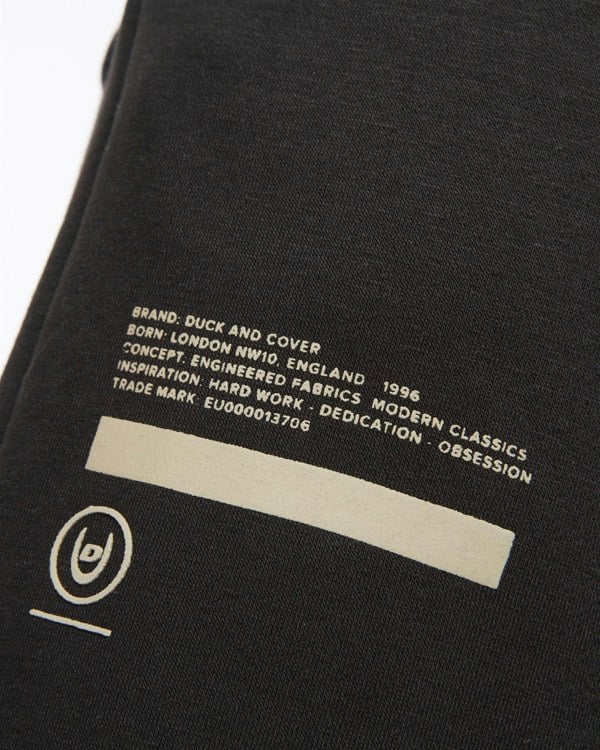 BRAND: DUCK AND COVER
BORN: LONDON NW10, ENGLAND 1996
CONCEPT: ENGINEERED FABRICS MODERN CLASSICS
INSPIRATION: HARD WORK - DEDICATION - OBSESSION
TRADE MARK: EU000013706